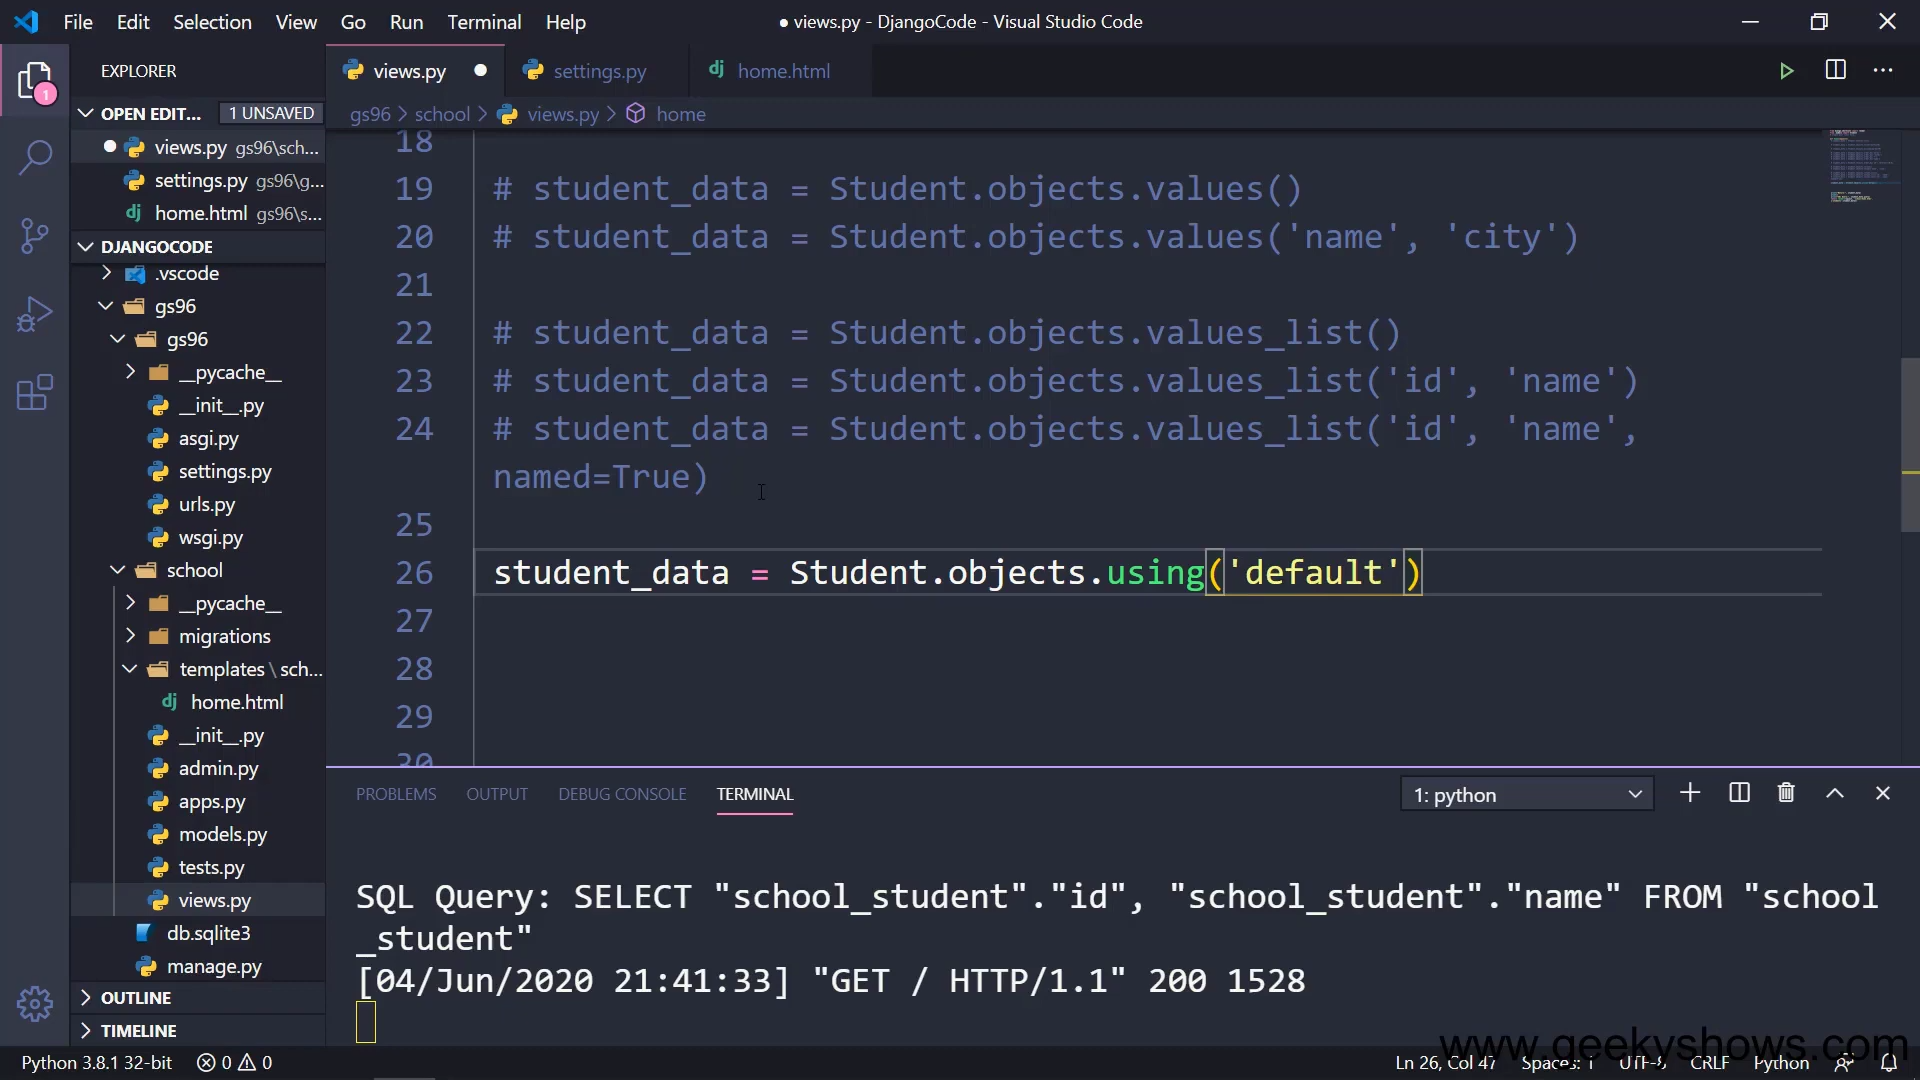 File Edit Selection View Go Run Terminal Help
● views.py - DjangoCode - Visual Studio Code
EXPLORER
1
OPEN EDIT... 1 UNSAVED
views.py gs96\sch...
settings.py gs96\g...
home.html gs96\s...
DJANGOCODE
.vscode
gs96
gs96
__pycache__
__init__.py
asgi.py
settings.py
urls.py
wsgi.py
school
__pycache__
migrations
templates \ sch...
home.html
__init__.py
admin.py
apps.py
models.py
tests.py
views.py
db.sqlite3
manage.py
OUTLINE
TIMELINE
views.py settings.py home.html
gs96 > school > views.py > home
18
19 # student_data = Student.objects.values()
20 # student_data = Student.objects.values('name', 'city')
21
22 # student_data = Student.objects.values_list()
23 # student_data = Student.objects.values_list('id', 'name')
24 # student_data = Student.objects.values_list('id', 'name',
named=True)
25
26 student_data = Student.objects.using('default')
27
28
29
30
PROBLEMS OUTPUT DEBUG CONSOLE TERMINAL 1: python
SQL Query: SELECT "school_student"."id", "school_student"."name" FROM "school
_student"
[04/Jun/2020 21:41:33] "GET / HTTP/1.1" 200 1528
www.geekyshows.com
Python 3.8.1 32-bit 0 0 Ln 26, Col 47 Spaces: 1 UTF-8 CRLF Python